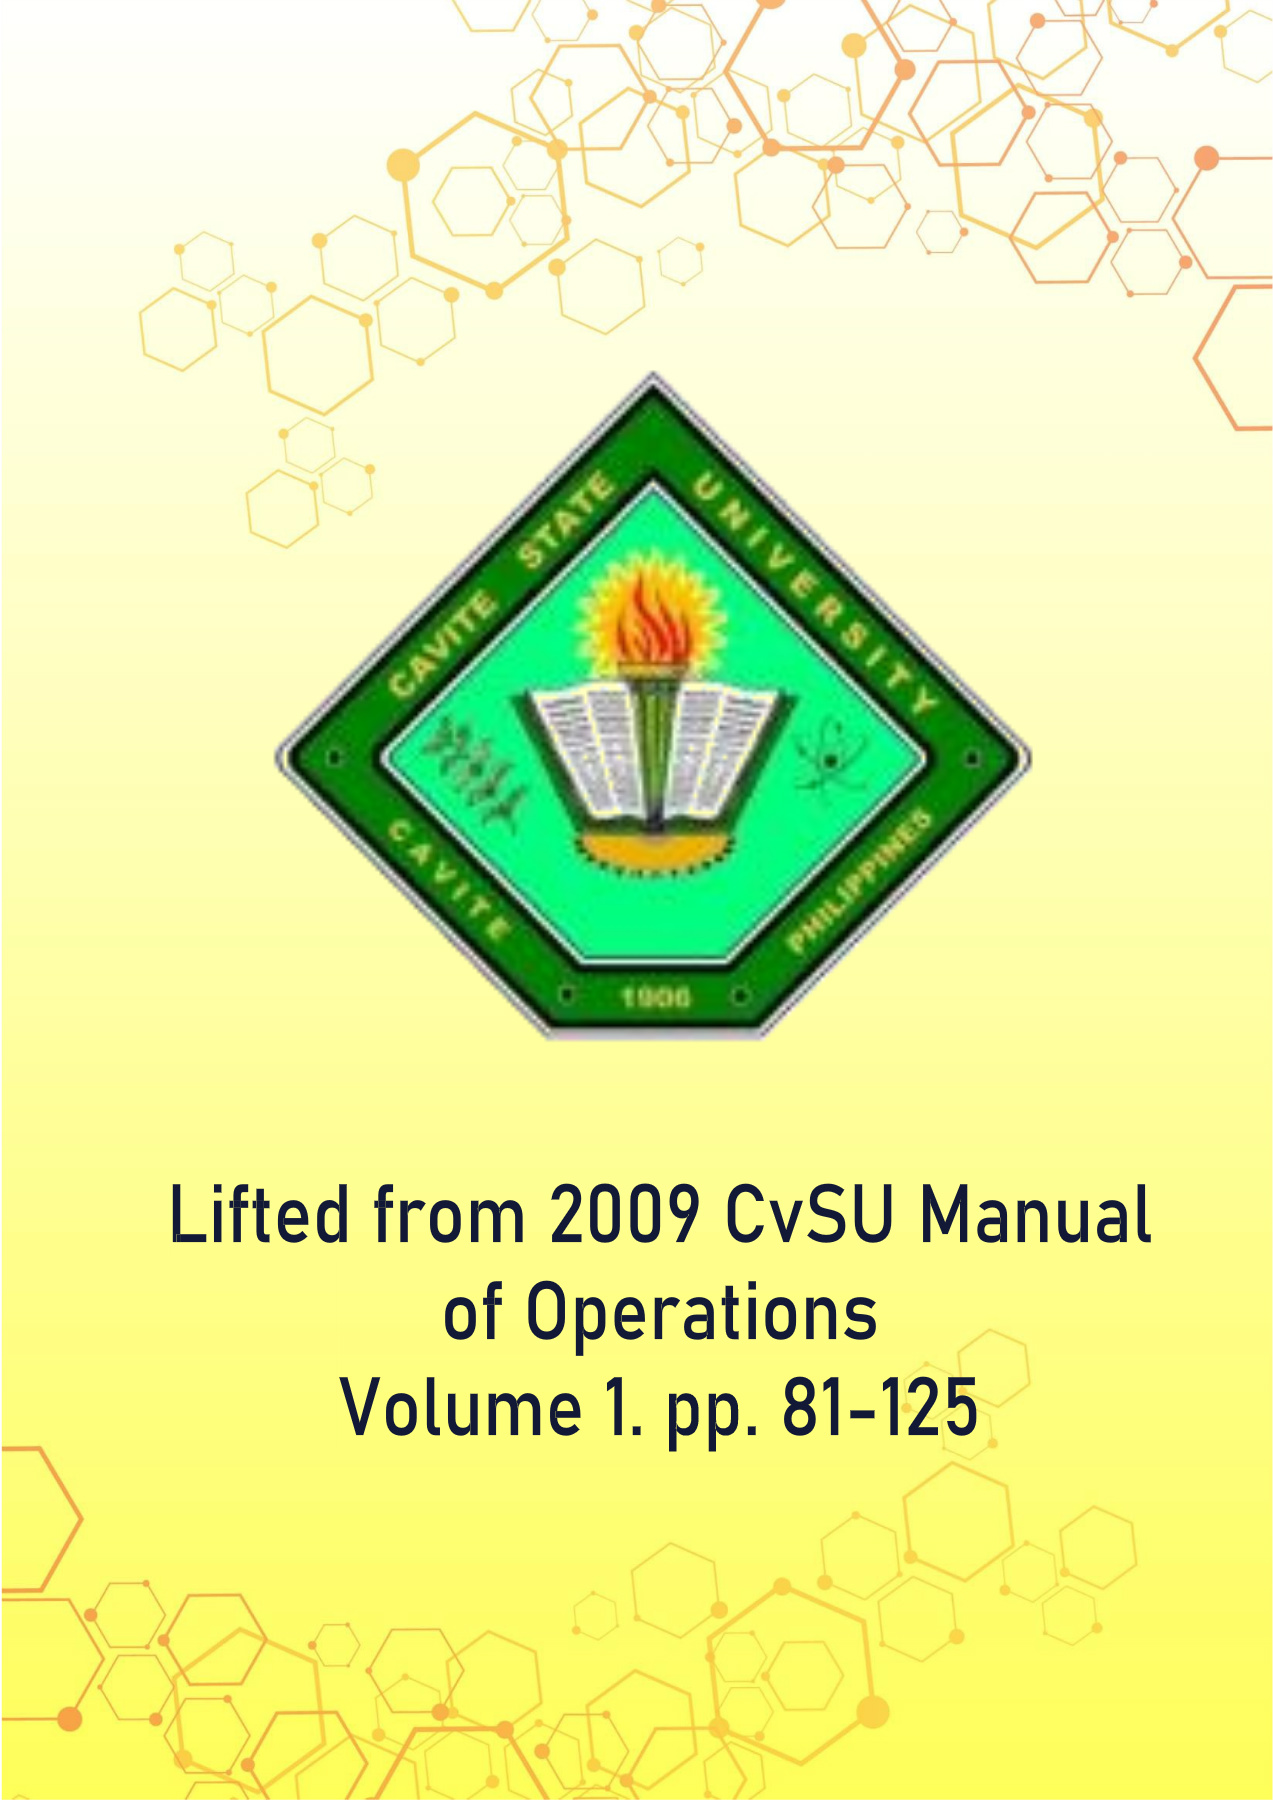 CAVITE STATE UNIVERSITY
CAVITE
PHILIPPINES
1906
Lifted from 2009 CvSU Manual
of Operations
Volume 1. pp. 81-125